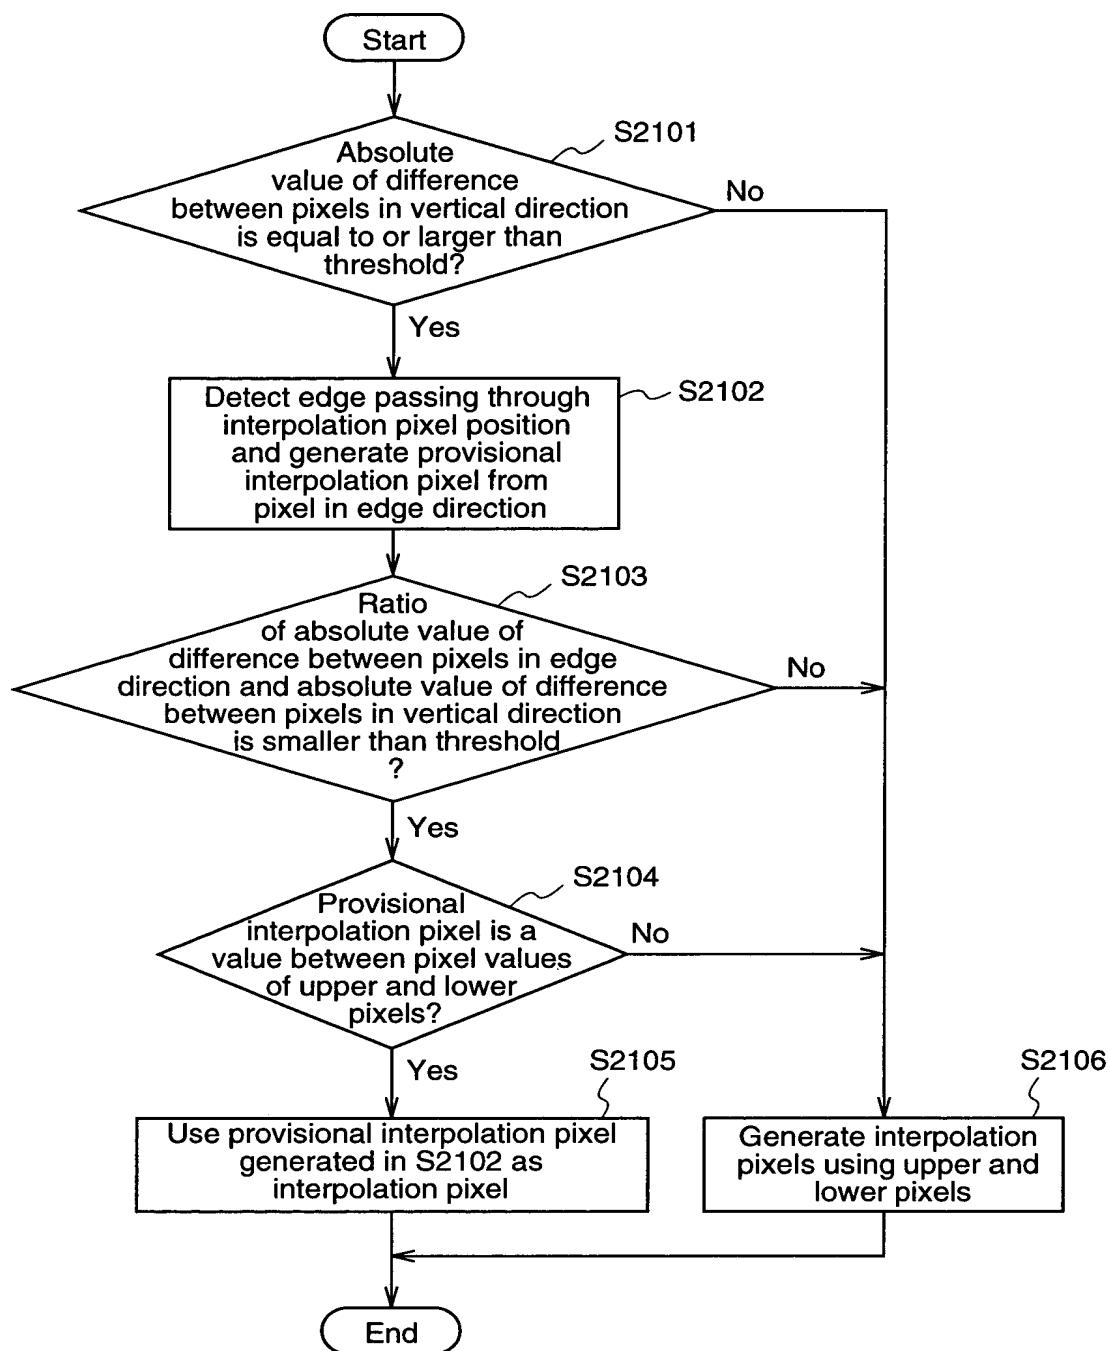 Start
S2101
Absolute
value of difference
between pixels in vertical direction
is equal to or larger than
threshold?
No
Yes
S2102
Detect edge passing through
interpolation pixel position
and generate provisional
interpolation pixel from
pixel in edge direction
S2103
Ratio
of absolute value of
difference between pixels in edge
direction and absolute value of difference
between pixels in vertical direction
is smaller than threshold
?
No
Yes
S2104
Provisional
interpolation pixel is a
value between pixel values
of upper and lower
pixels?
No
Yes
S2105
Use provisional interpolation pixel
generated in S2102 as
interpolation pixel
S2106
Generate interpolation
pixels using upper and
lower pixels
End